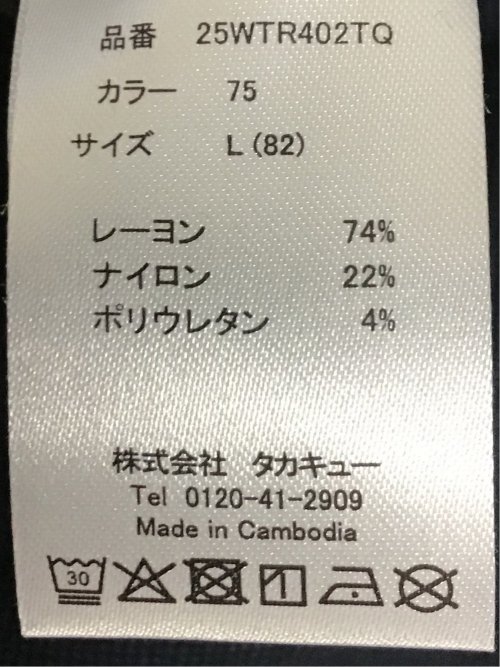 品番 25WTR402TQ
カラー 75
サイズ L (82)
レーヨン 74%
ナイロン 22%
ポリウレタン 4%
株式会社 タカキュー
Tel 0120-41-2909
Made in Cambodia
30